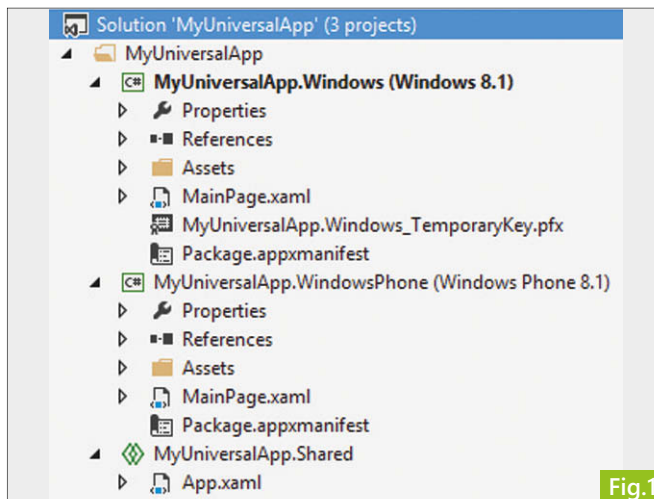 Solution 'MyUniversalApp' (3 projects)
MyUniversalApp
C# MyUniversalApp.Windows (Windows 8.1)
Properties
References
Assets
MainPage.xaml
MyUniversalApp.Windows_TemporaryKey.pfx
Package.appxmanifest
C# MyUniversalApp.WindowsPhone (Windows Phone 8.1)
Properties
References
Assets
MainPage.xaml
Package.appxmanifest
MyUniversalApp.Shared
App.xaml
Fig.1